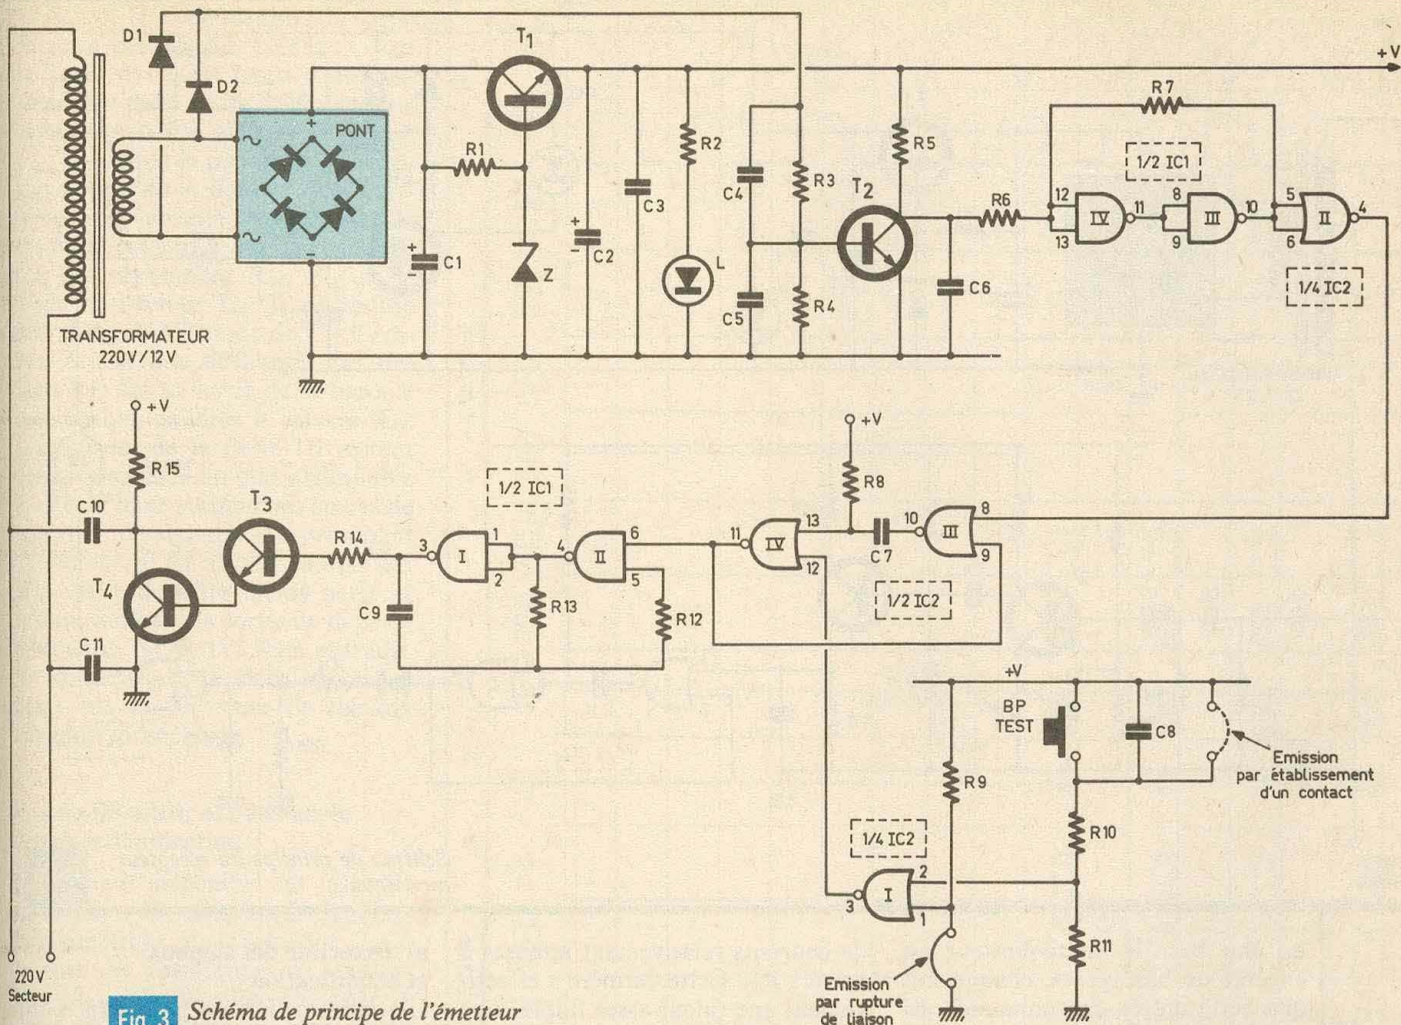 D1
D2
T1
+V
PONT
+
~
~
−
R1
C1
+
−
Z
C2
+
−
C3
R2
L
C4
C5
R3
R4
T2
R5
R6
C6
R7
1/2 IC1
12
13
IV
11
8
9
III
10
5
6
II
4
1/4 IC2
TRANSFORMATEUR
220V/12V
+V
R15
C10
T3
T4
C11
R14
1/2 IC1
3
I
1
2
C9
4
II
6
5
R13
R12
+V
R8
11
IV
13
12
C7
10
III
8
9
1/2 IC2
+V
BP
TEST
C8
R9
R10
R11
Emission
par établissement
d'un contact
1/4 IC2
3
I
2
1
Emission
par rupture
de liaison
220V
Secteur
Fig. 3
Schéma de principe de l'émetteur